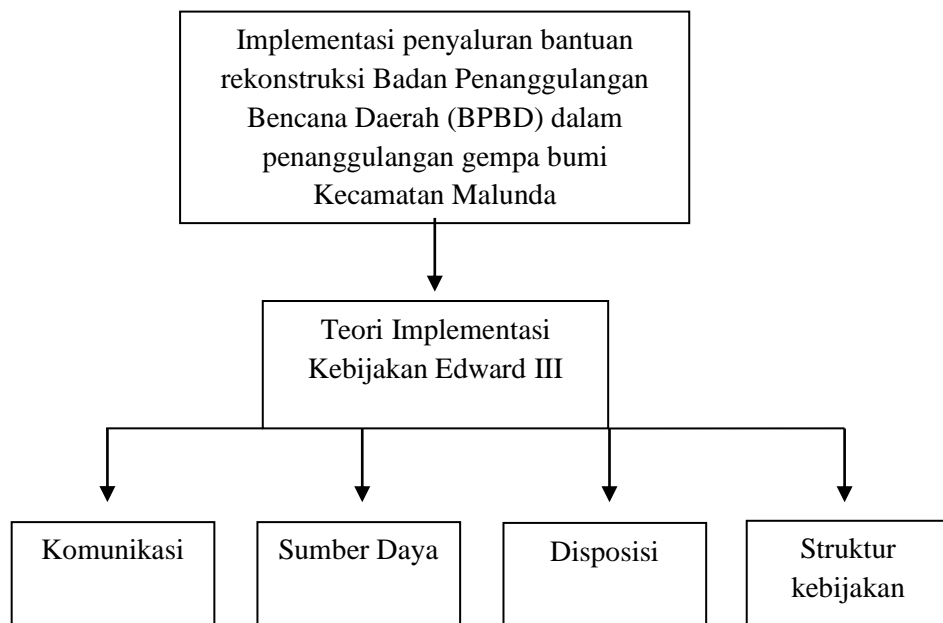 Implementasi penyaluran bantuan
rekonstruksi Badan Penanggulangan
Bencana Daerah (BPBD) dalam
penanggulangan gempa bumi
Kecamatan Malunda
Teori Implementasi
Kebijakan Edward III
Komunikasi
Sumber Daya
Disposisi
Struktur
kebijakan